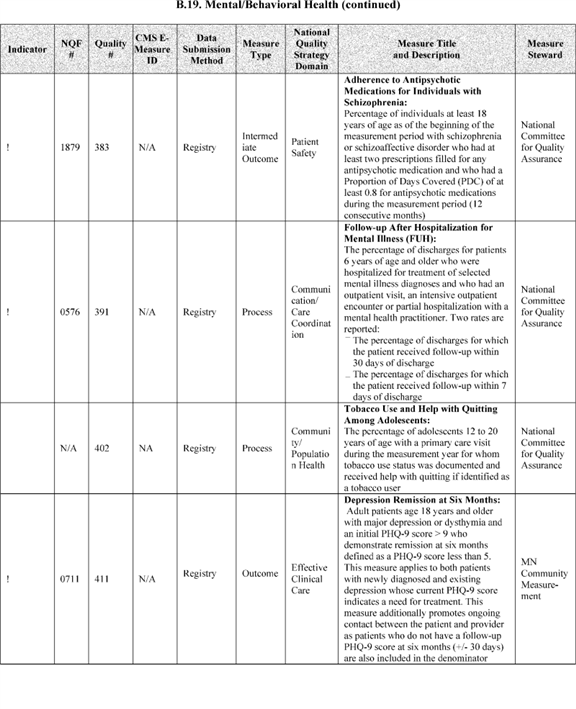 B.19. Mental/Behavioral Health (continued)
Indicator
NQF
#
Quality
#
CMS E-
Measure
ID
Data
Submission
Method
Measure
Type
National
Quality
Strategy
Domain
Measure Title
and Description
Measure
Steward
!
1879
383
N/A
Registry
Intermed
iate
Outcome
Patient
Safety
Adherence to Antipsychotic
Medications for Individuals with
Schizophrenia:
Percentage of individuals at least 18
years of age as of the beginning of the
measurement period with schizophrenia
or schizoaffective disorder who had at
least two prescriptions filled for any
antipsychotic medication and who had a
Proportion of Days Covered (PDC) of at
least 0.8 for antipsychotic medications
during the measurement period (12
consecutive months)
National
Committee
for Quality
Assurance
!
0576
391
N/A
Registry
Process
Communi
cation/
Care
Coordinat
ion
Follow-up After Hospitalization for
Mental Illness (FUH):
The percentage of discharges for patients
6 years of age and older who were
hospitalized for treatment of selected
mental illness diagnoses and who had an
outpatient visit, an intensive outpatient
encounter or partial hospitalization with a
mental health practitioner. Two rates are
reported:
– The percentage of discharges for which
the patient received follow-up within
30 days of discharge
– The percentage of discharges for which
the patient received follow-up within 7
days of discharge
National
Committee
for Quality
Assurance
N/A
402
NA
Registry
Process
Communi
ty/
Populatio
n Health
Tobacco Use and Help with Quitting
Among Adolescents:
The percentage of adolescents 12 to 20
years of age with a primary care visit
during the measurement year for whom
tobacco use status was documented and
received help with quitting if identified as
a tobacco user
National
Committee
for Quality
Assurance
!
0711
411
N/A
Registry
Outcome
Effective
Clinical
Care
Depression Remission at Six Months:
Adult patients age 18 years and older
with major depression or dysthymia and
an initial PHQ-9 score > 9 who
demonstrate remission at six months
defined as a PHQ-9 score less than 5.
This measure applies to both patients
with newly diagnosed and existing
depression whose current PHQ-9 score
indicates a need for treatment. This
measure additionally promotes ongoing
contact between the patient and provider
as patients who do not have a follow-up
PHQ-9 score at six months (+/- 30 days)
are also included in the denominator
MN
Community
Measure-
ment